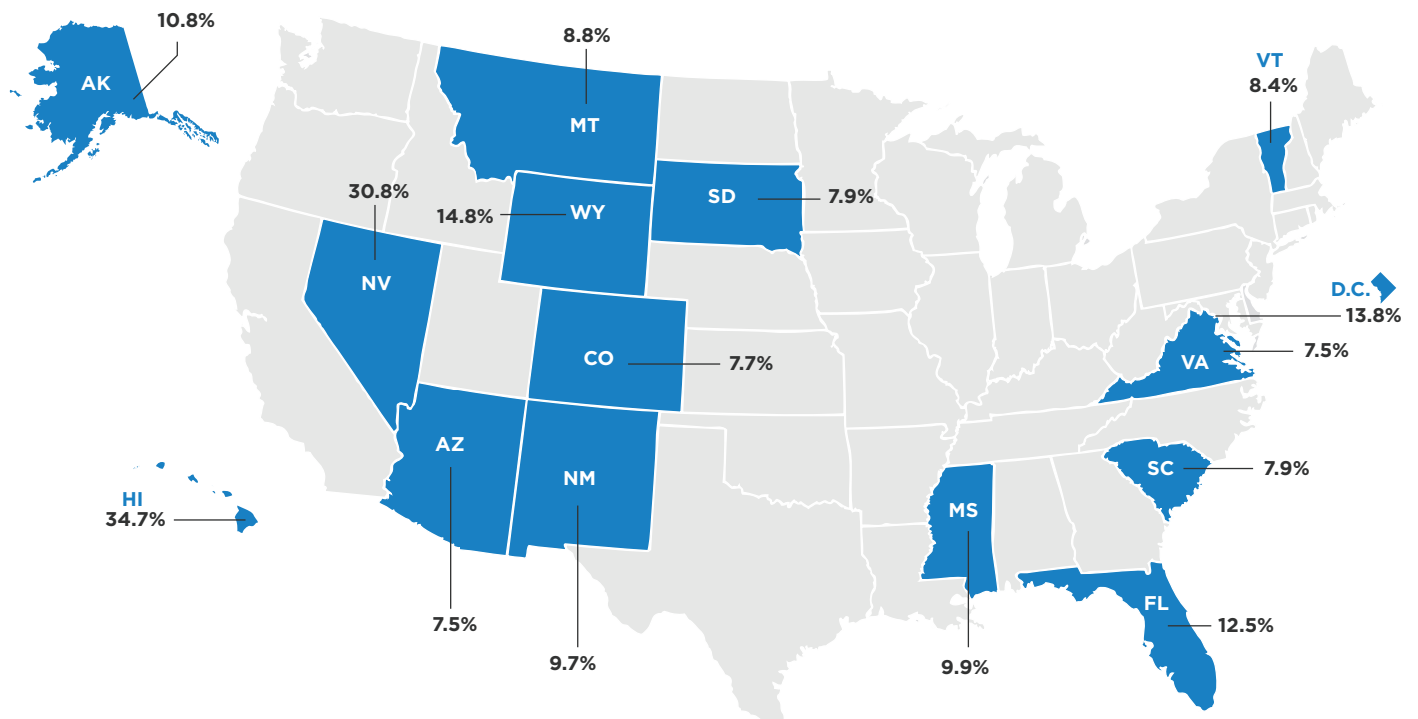 10.8%
AK
8.8%
MT
VT
8.4%
30.8%
14.8%
WY
SD
7.9%
NV
D.C.
13.8%
CO
7.7%
VA
7.5%
AZ
NM
HI
34.7%
SC
7.9%
MS
FL
7.5%
12.5%
9.7%
9.9%